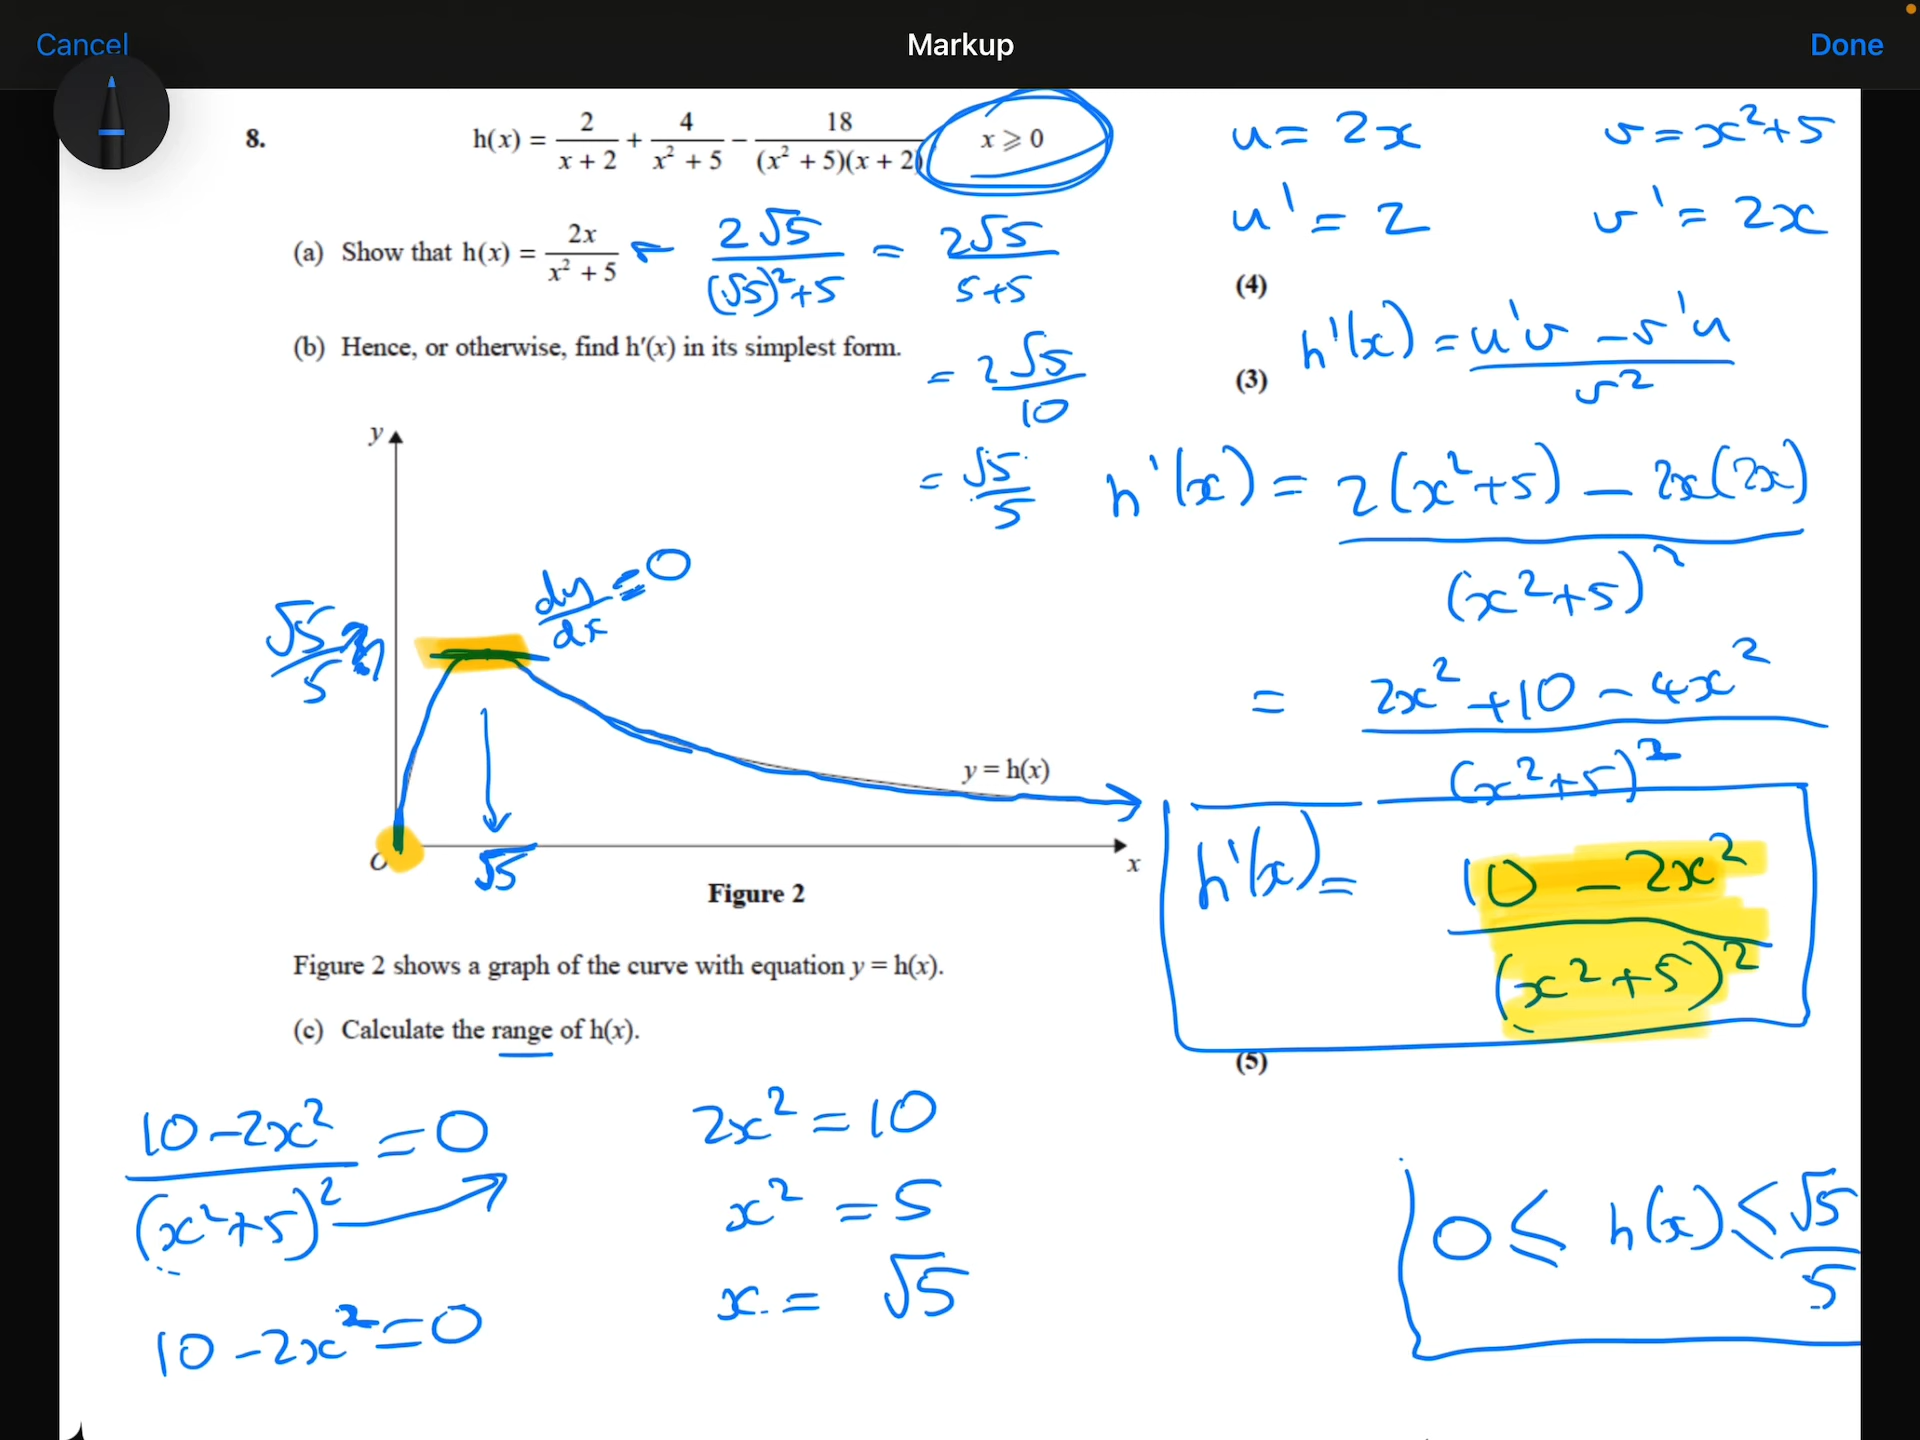 Cancel
Markup
Done
8.
h(x) = 2/(x + 2) + 4/(x² + 5) − 18/((x² + 5)(x + 2)) x ⩾ 0
(a) Show that h(x) = 2x/(x² + 5)
← 2√5/((√5)²+5) = 2√5/(5+5)
= 2√5/10
= √5/5
(4)
(b) Hence, or otherwise, find h′(x) in its simplest form.
(3)
u = 2x
v = x²+5
u' = 2
v' = 2x
h'(x) = (u'v − v'u)/v²
h'(x) = (2(x²+5) − 2x(2x))/(x²+5)²
= (2x²+10 − 4x²)/(x²+5)²
h'(x) = (10 − 2x²)/(x²+5)²
y
√5/5
dy/dx = 0
y = h(x)
O
√5
x
Figure 2
Figure 2 shows a graph of the curve with equation y = h(x).
(c) Calculate the range of h(x).
(5)
(10−2x²)/(x²+5)² = 0
10 −2x² = 0
2x² = 10
x² = 5
x = √5
0 ≤ h(x) ≤ √5/5